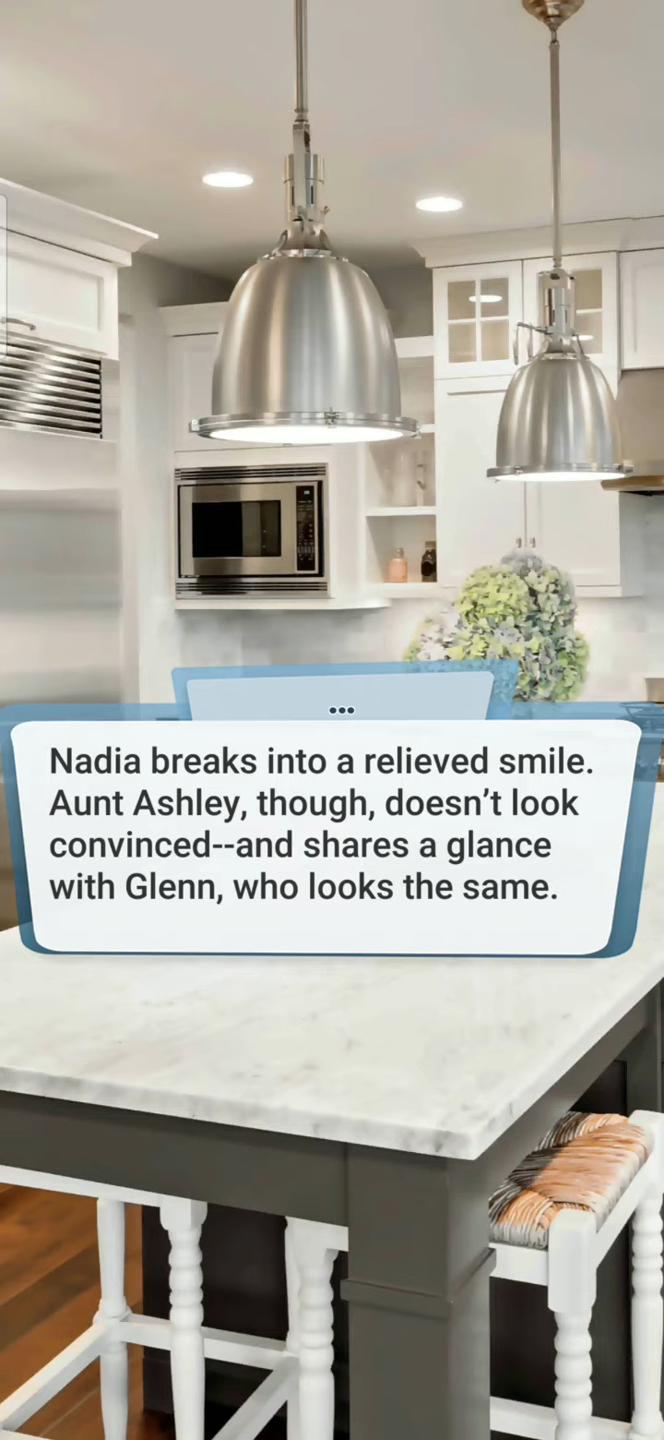 •••
Nadia breaks into a relieved smile.
Aunt Ashley, though, doesn’t look
convinced--and shares a glance
with Glenn, who looks the same.